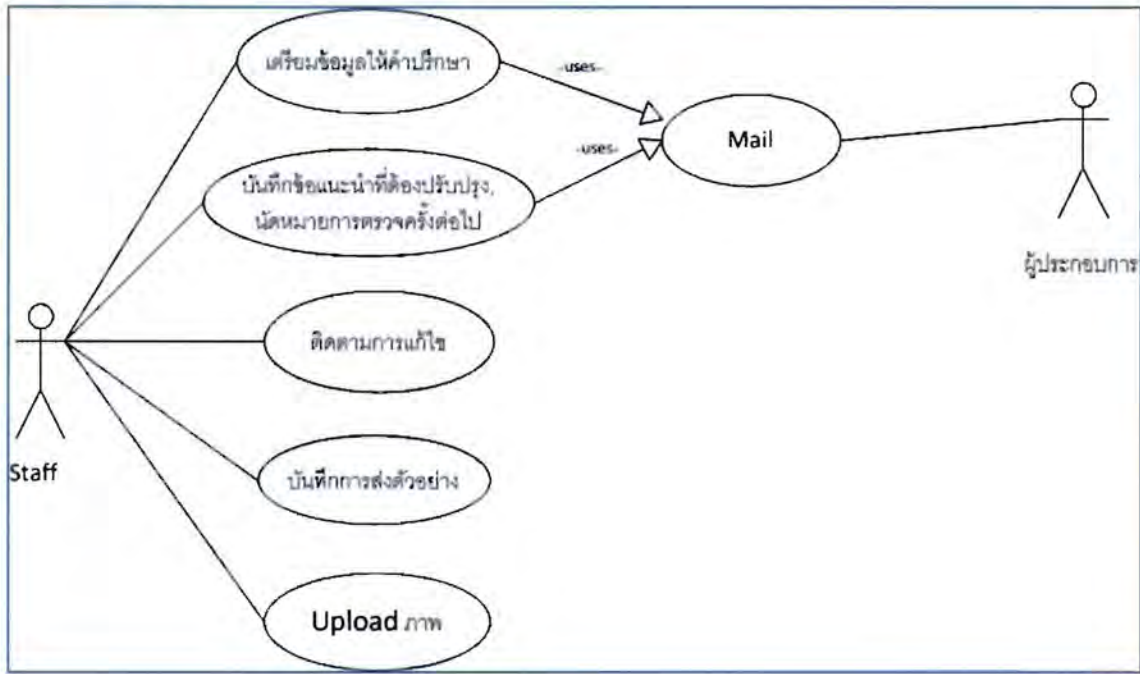 เตรียมข้อมูลให้คำปรึกษา
-uses-
Mail
-uses-
บันทึกข้อแนะนำที่ต้องปรับปรุง,
นัดหมายการตรวจครั้งต่อไป
ผู้ประกอบการ
ติดตามการแก้ไข
Staff
บันทึกการส่งตัวอย่าง
Upload ภาพ